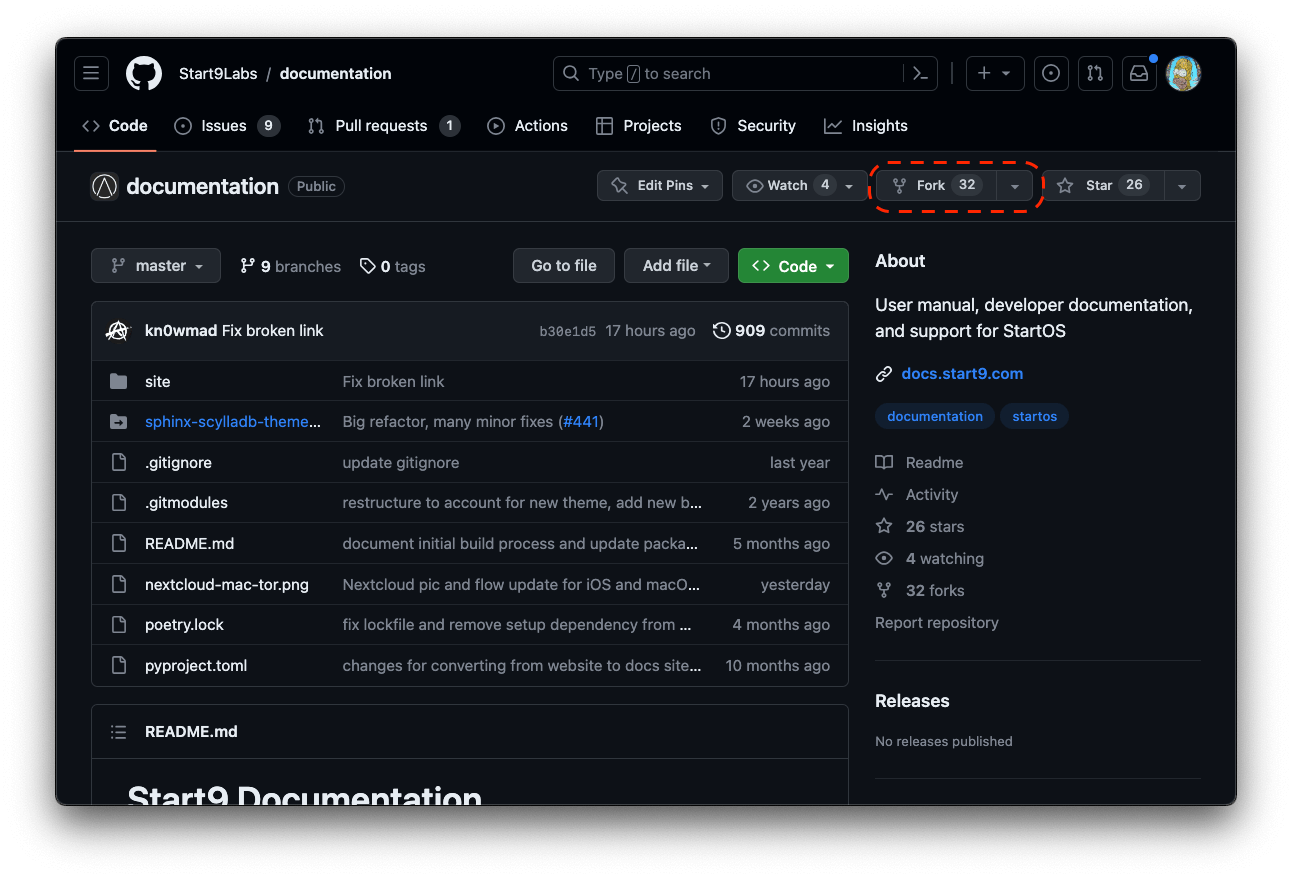 Start9Labs / documentation
Type / to search
Code Issues 9 Pull requests 1 Actions Projects Security Insights
documentation Public Edit Pins Watch 4 Fork 32 Star 26
master 9 branches 0 tags Go to file Add file Code
kn0wmad Fix broken link b30e1d5 17 hours ago 909 commits
site Fix broken link 17 hours ago
sphinx-scylladb-theme... Big refactor, many minor fixes (#441) 2 weeks ago
.gitignore update gitignore last year
.gitmodules restructure to account for new theme, add new b... 2 years ago
README.md document initial build process and update packa... 5 months ago
nextcloud-mac-tor.png Nextcloud pic and flow update for iOS and macO... yesterday
poetry.lock fix lockfile and remove setup dependency from ... 4 months ago
pyproject.toml changes for converting from website to docs site... 10 months ago
README.md
Start9 Documentation
About
User manual, developer documentation,
and support for StartOS
docs.start9.com
documentation startos
Readme
Activity
26 stars
4 watching
32 forks
Report repository
Releases
No releases published